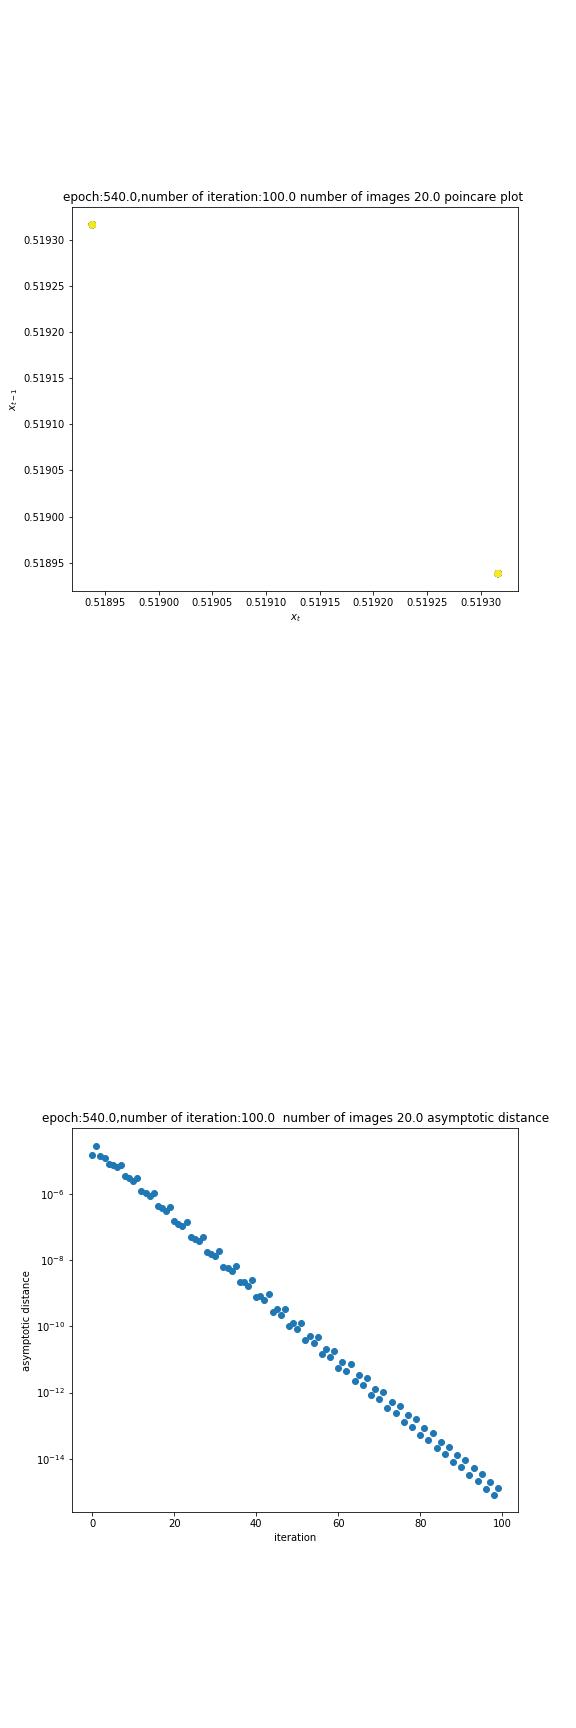 epoch:540.0,number of iteration:100.0 number of images 20.0 poincare plot
0.51930
0.51925
0.51920
0.51915
0.51910
0.51905
0.51900
0.51895
x_{t-1}
0.51895 0.51900 0.51905 0.51910 0.51915 0.51920 0.51925 0.51930
x_t
epoch:540.0,number of iteration:100.0  number of images 20.0 asymptotic distance
10^{-6}
10^{-8}
10^{-10}
10^{-12}
10^{-14}
asymptotic distance
0 20 40 60 80 100
iteration